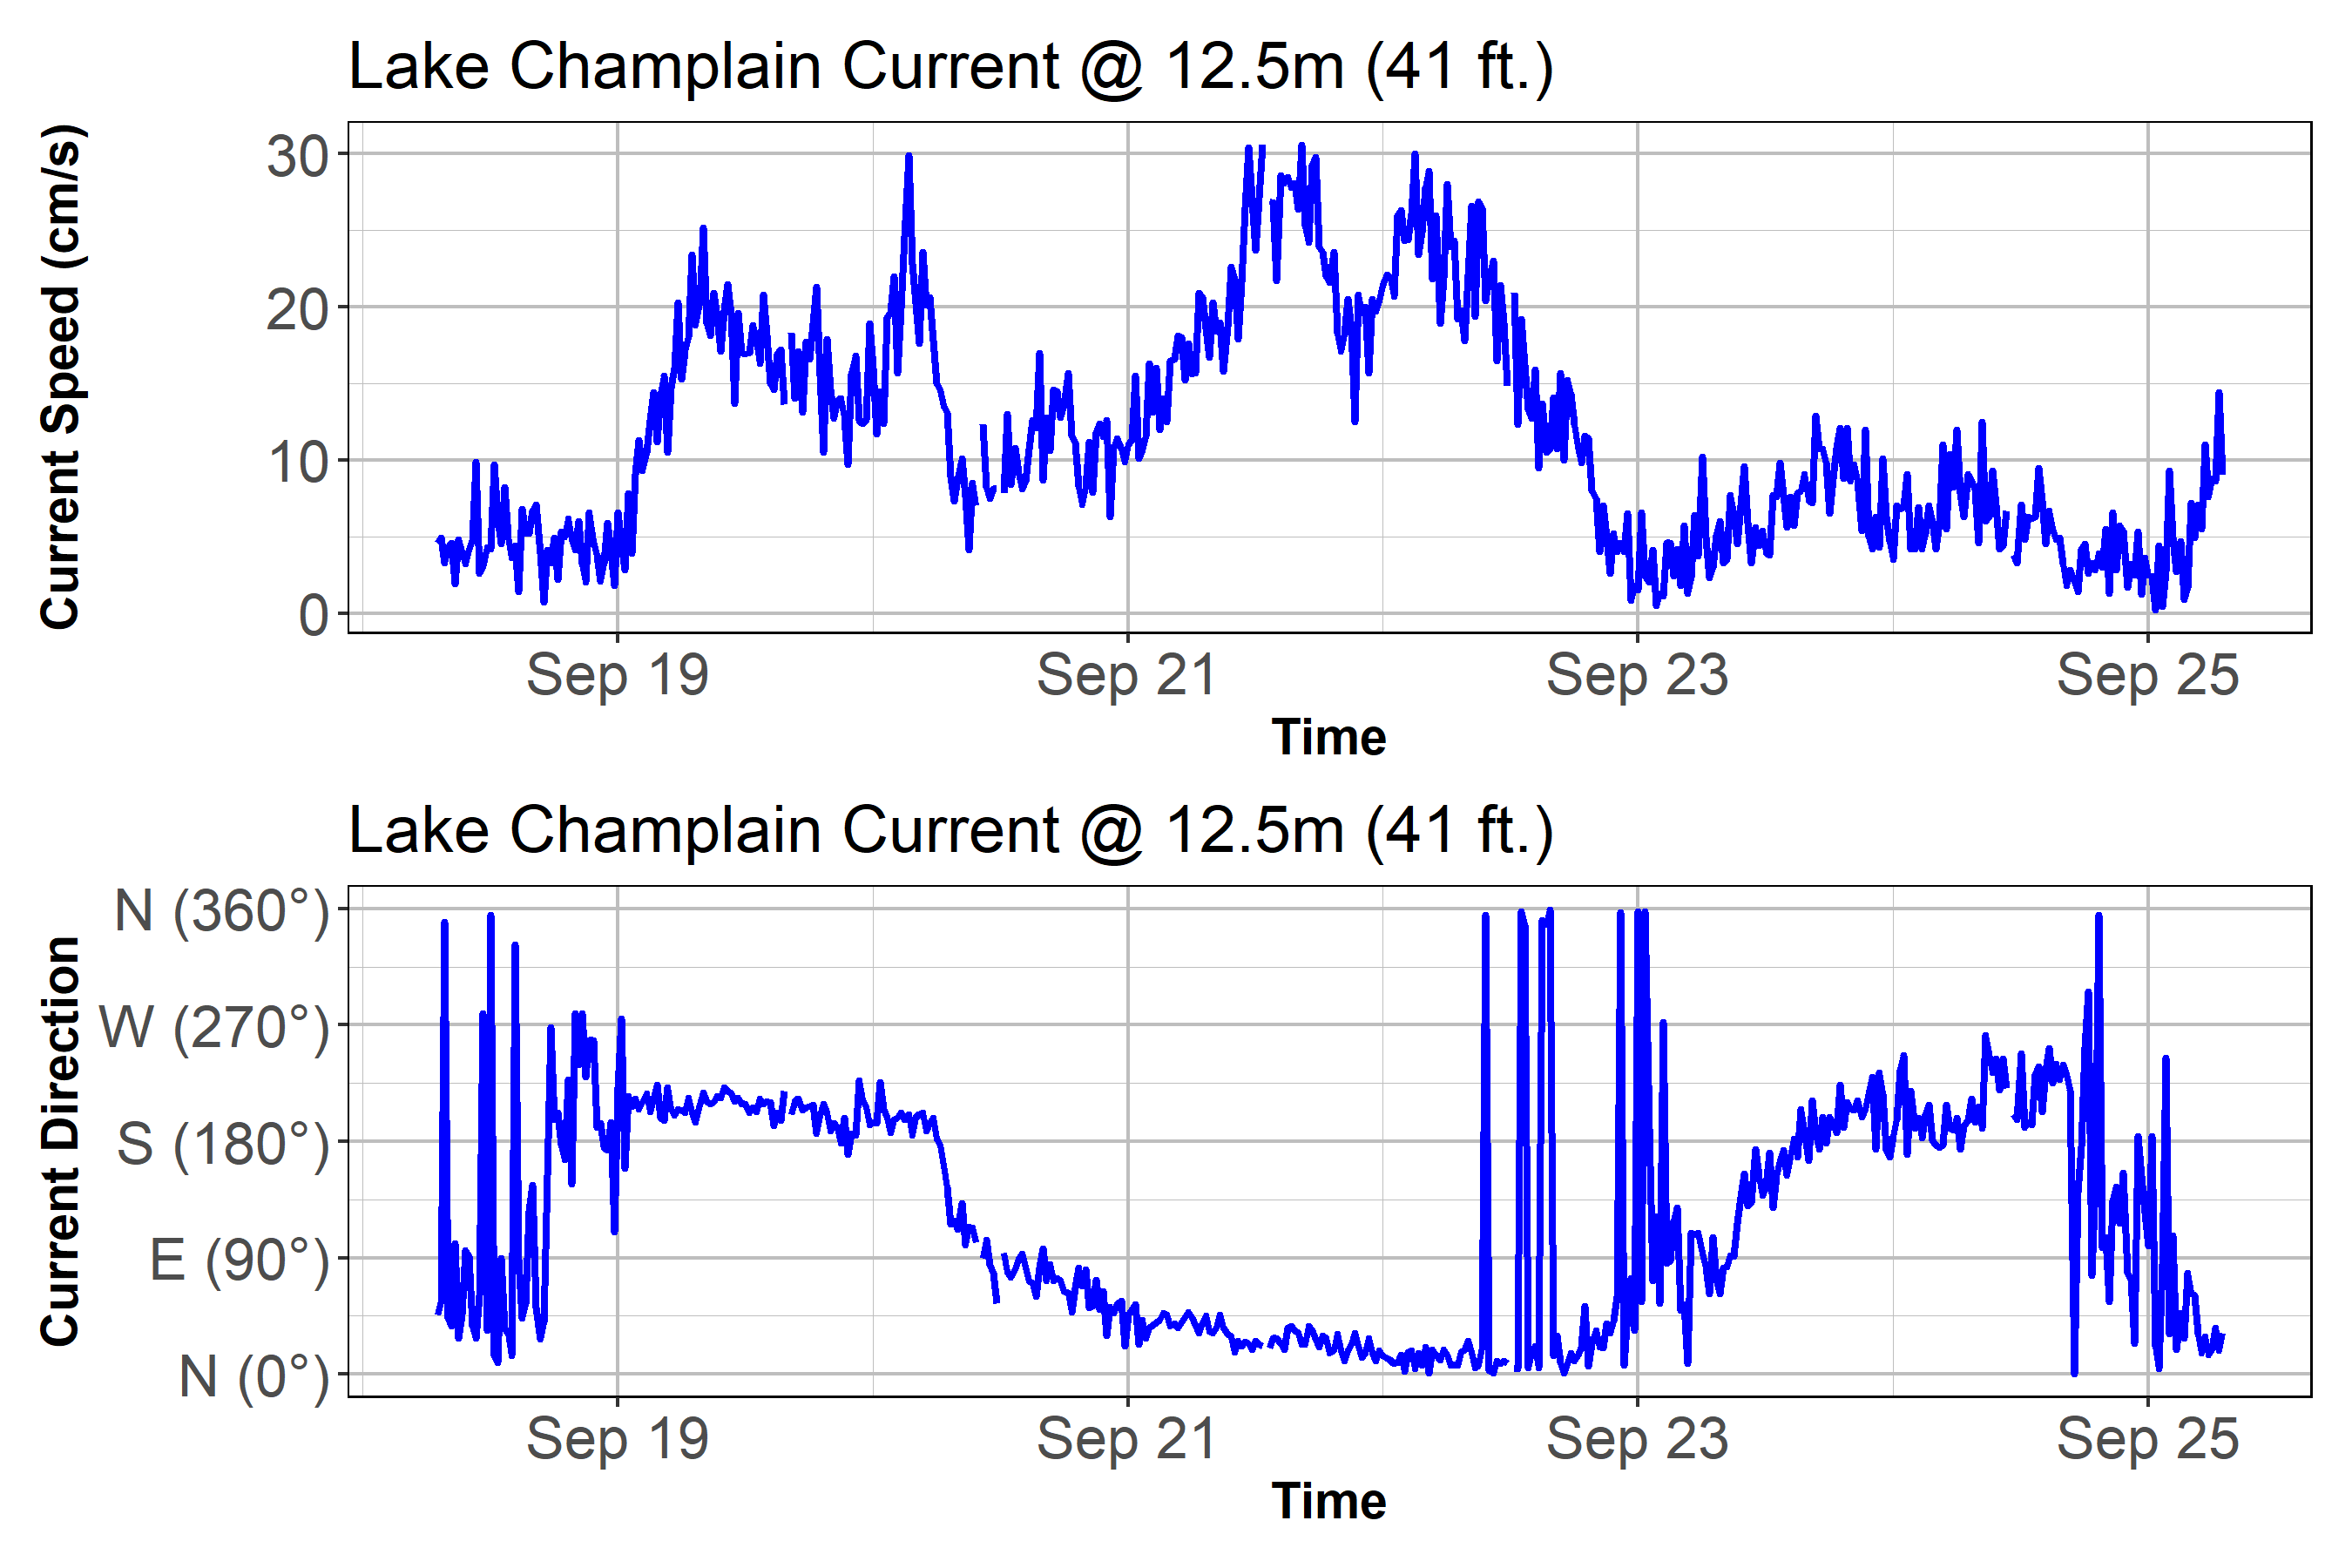 Lake Champlain Current @ 12.5m (41 ft.)
Current Speed (cm/s)
30
20
10
0
Sep 19 Sep 21 Sep 23 Sep 25
Time
Lake Champlain Current @ 12.5m (41 ft.)
Current Direction
N (360°)
W (270°)
S (180°)
E (90°)
N (0°)
Sep 19 Sep 21 Sep 23 Sep 25
Time